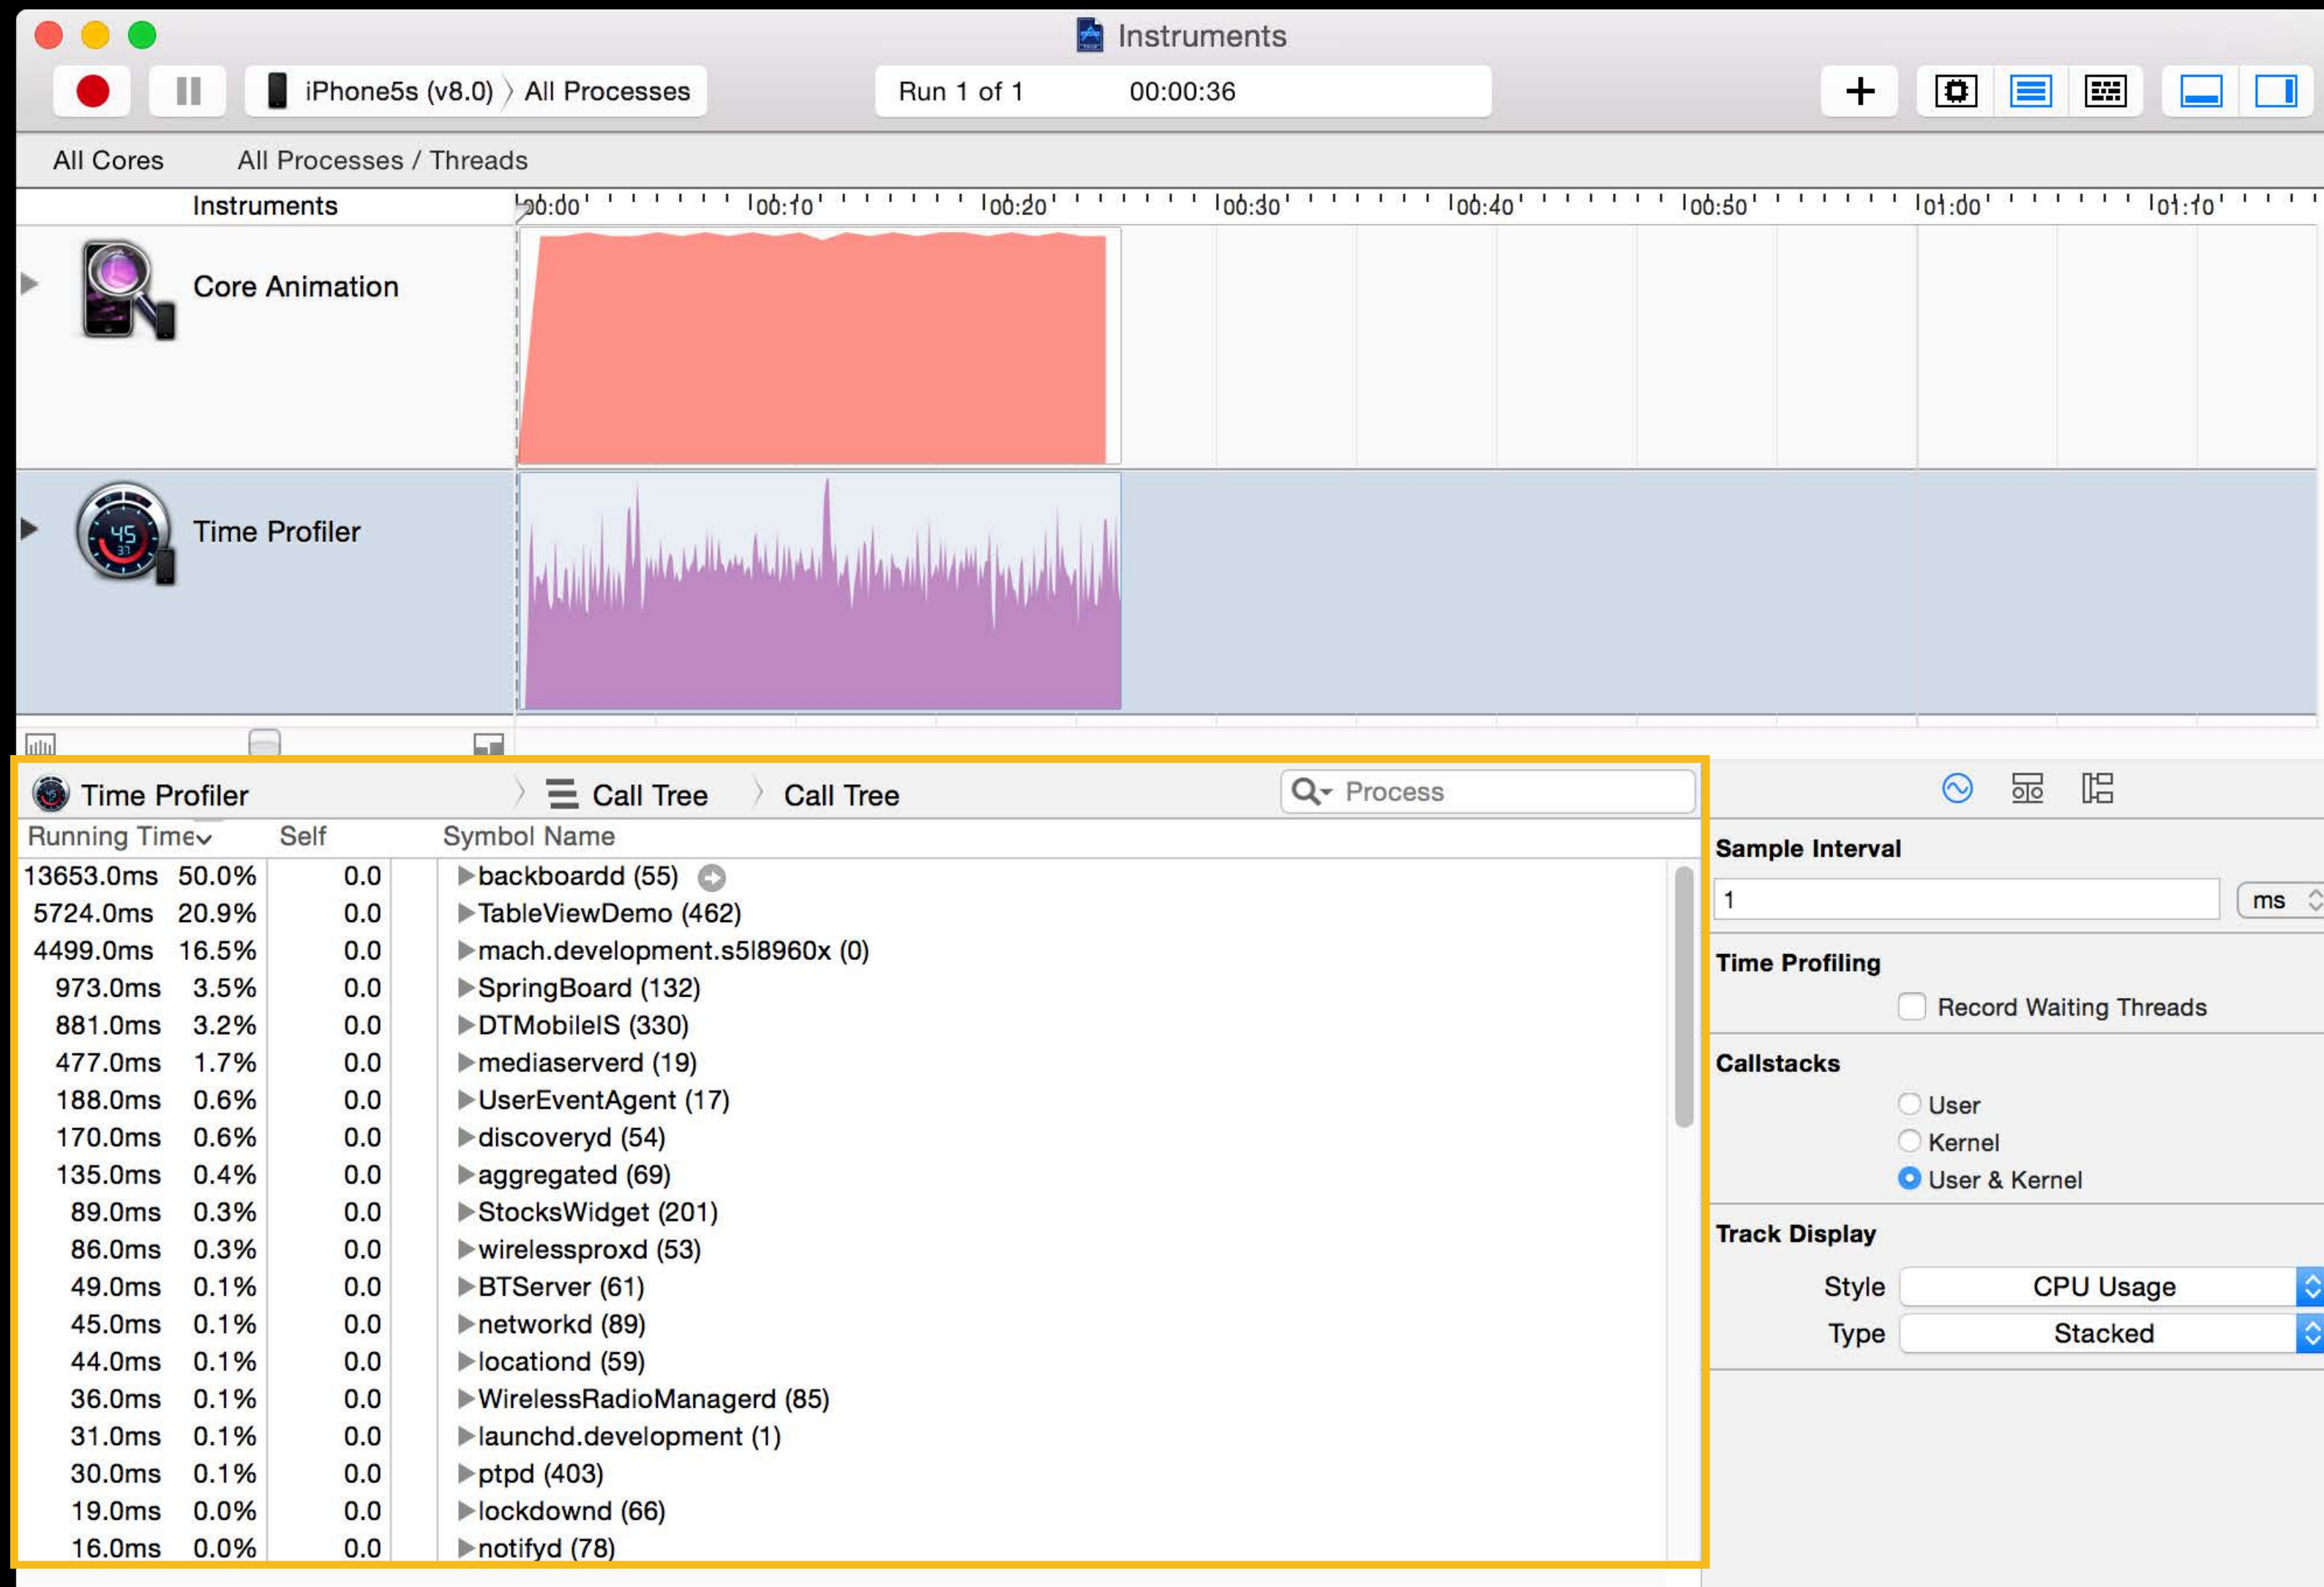 Instruments
iPhone5s (v8.0) 〉 All Processes
Run 1 of 1 00:00:36
All Cores All Processes / Threads
Instruments 00:00 00:10 00:20 00:30 00:40 00:50 01:00 01:10
Core Animation
45
37
Time Profiler
Time Profiler 〉 Call Tree 〉 Call Tree Process
Running Time Self Symbol Name
13653.0ms 50.0% 0.0 backboardd (55)
5724.0ms 20.9% 0.0 TableViewDemo (462)
4499.0ms 16.5% 0.0 mach.development.s5l8960x (0)
973.0ms 3.5% 0.0 SpringBoard (132)
881.0ms 3.2% 0.0 DTMobileIS (330)
477.0ms 1.7% 0.0 mediaserverd (19)
188.0ms 0.6% 0.0 UserEventAgent (17)
170.0ms 0.6% 0.0 discoveryd (54)
135.0ms 0.4% 0.0 aggregated (69)
89.0ms 0.3% 0.0 StocksWidget (201)
86.0ms 0.3% 0.0 wirelessproxd (53)
49.0ms 0.1% 0.0 BTServer (61)
45.0ms 0.1% 0.0 networkd (89)
44.0ms 0.1% 0.0 locationd (59)
36.0ms 0.1% 0.0 WirelessRadioManagerd (85)
31.0ms 0.1% 0.0 launchd.development (1)
30.0ms 0.1% 0.0 ptpd (403)
19.0ms 0.0% 0.0 lockdownd (66)
16.0ms 0.0% 0.0 notifyd (78)
Sample Interval
1 ms
Time Profiling
Record Waiting Threads
Callstacks
User
Kernel
User & Kernel
Track Display
Style CPU Usage
Type Stacked